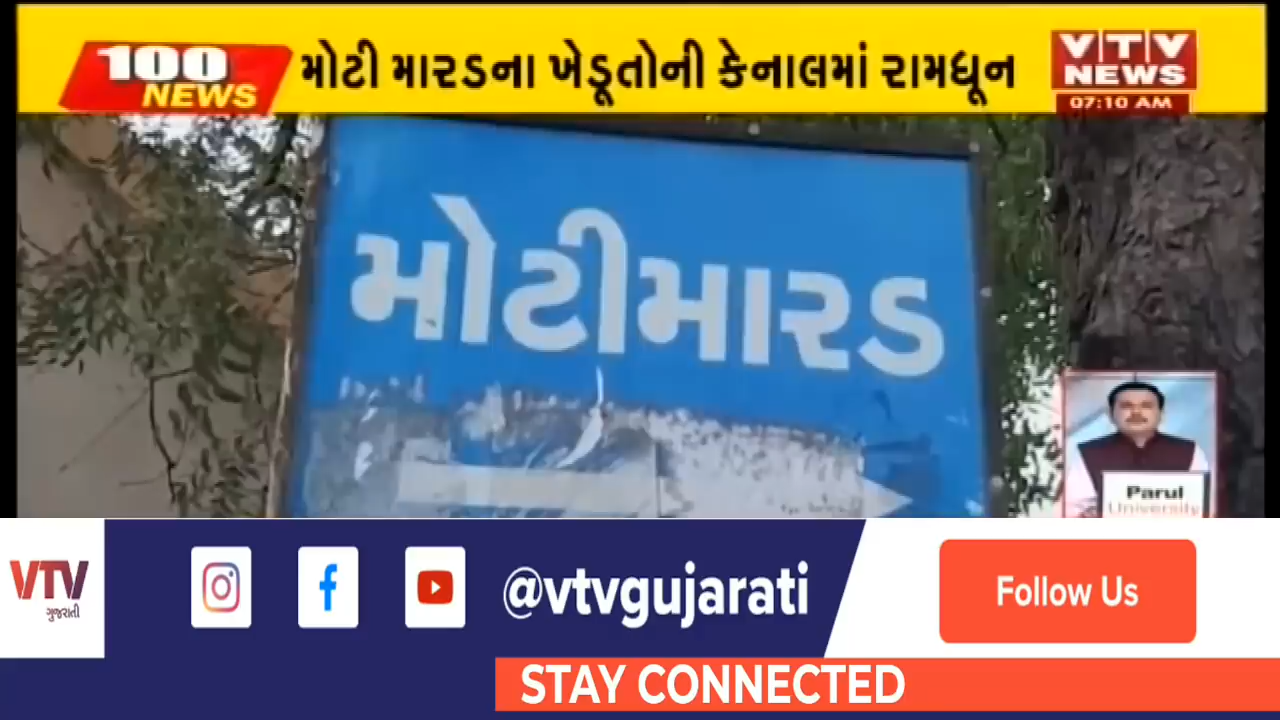 100
NEWS
મોટી મારડના ખેડૂતોની કેનાલમાં રામધૂન
VTV
NEWS
07:10 AM
મોટીમારડ
Parul
University
VTV
ગુજરાતી
@vtvgujarati
Follow Us
STAY CONNECTED